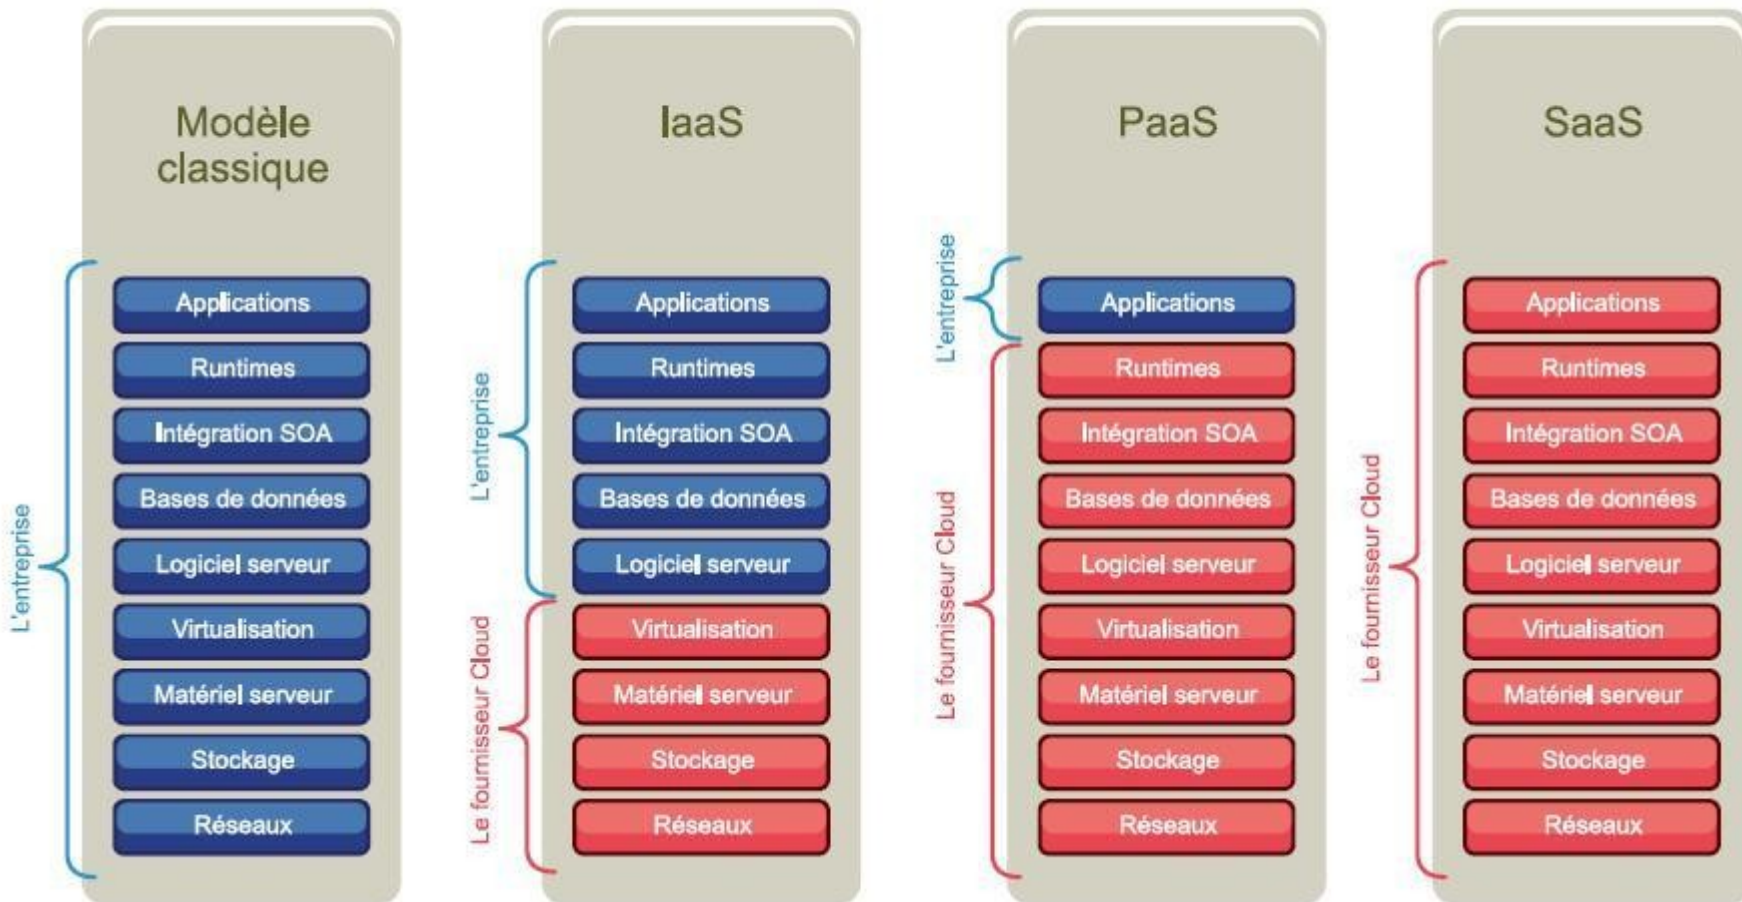 Modèle
classique
L'entreprise
Applications
Runtimes
Intégration SOA
Bases de données
Logiciel serveur
Virtualisation
Matériel serveur
Stockage
Réseaux
IaaS
L'entreprise
Le fournisseur Cloud
Applications
Runtimes
Intégration SOA
Bases de données
Logiciel serveur
Virtualisation
Matériel serveur
Stockage
Réseaux
PaaS
L'entreprise
Le fournisseur Cloud
Applications
Runtimes
Intégration SOA
Bases de données
Logiciel serveur
Virtualisation
Matériel serveur
Stockage
Réseaux
SaaS
Le fournisseur Cloud
Applications
Runtimes
Intégration SOA
Bases de données
Logiciel serveur
Virtualisation
Matériel serveur
Stockage
Réseaux